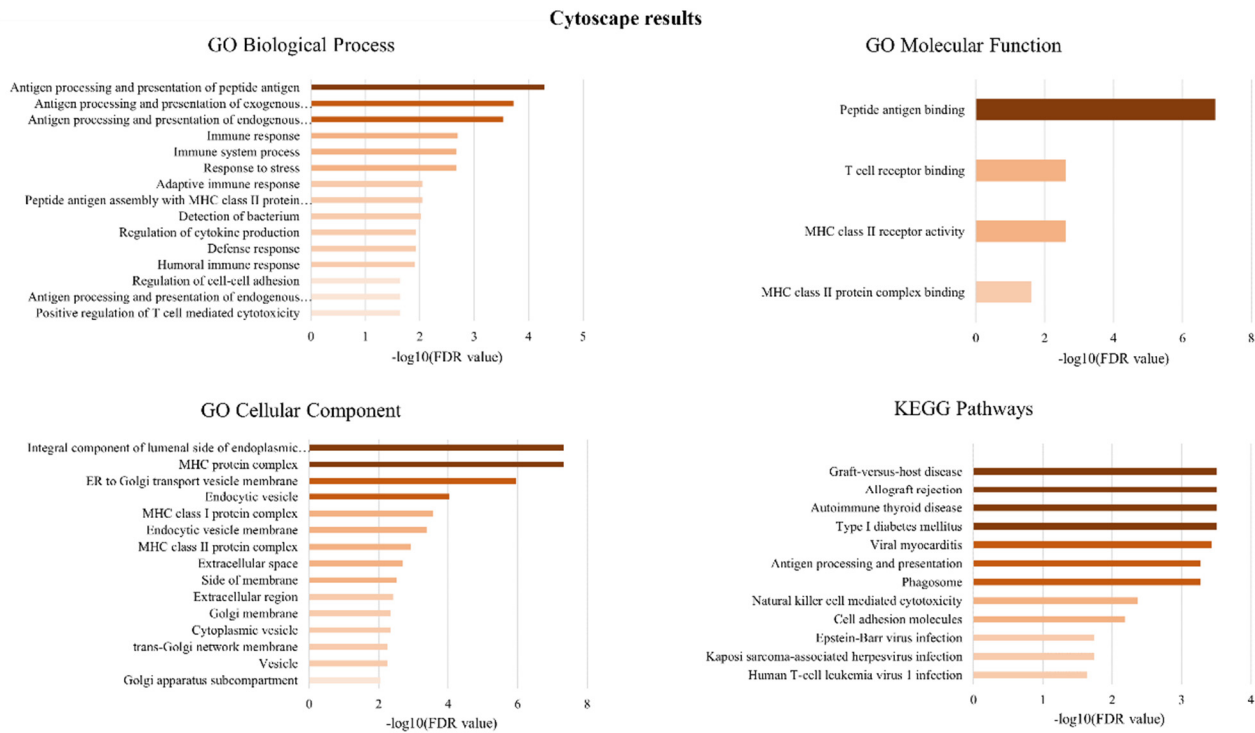 Cytoscape results
GO Biological Process
Antigen processing and presentation of peptide antigen
Antigen processing and presentation of exogenous…
Antigen processing and presentation of endogenous…
Immune response
Immune system process
Response to stress
Adaptive immune response
Peptide antigen assembly with MHC class II protein…
Detection of bacterium
Regulation of cytokine production
Defense response
Humoral immune response
Regulation of cell-cell adhesion
Antigen processing and presentation of endogenous…
Positive regulation of T cell mediated cytotoxicity
0 1 2 3 4 5
-log10(FDR value)
GO Molecular Function
Peptide antigen binding
T cell receptor binding
MHC class II receptor activity
MHC class II protein complex binding
0 2 4 6 8
-log10(FDR value)
GO Cellular Component
Integral component of lumenal side of endoplasmic…
MHC protein complex
ER to Golgi transport vesicle membrane
Endocytic vesicle
MHC class I protein complex
Endocytic vesicle membrane
MHC class II protein complex
Extracellular space
Side of membrane
Extracellular region
Golgi membrane
Cytoplasmic vesicle
trans-Golgi network membrane
Vesicle
Golgi apparatus subcompartment
0 2 4 6 8
-log10(FDR value)
KEGG Pathways
Graft-versus-host disease
Allograft rejection
Autoimmune thyroid disease
Type I diabetes mellitus
Viral myocarditis
Antigen processing and presentation
Phagosome
Natural killer cell mediated cytotoxicity
Cell adhesion molecules
Epstein-Barr virus infection
Kaposi sarcoma-associated herpesvirus infection
Human T-cell leukemia virus 1 infection
0 1 2 3 4
-log10(FDR value)